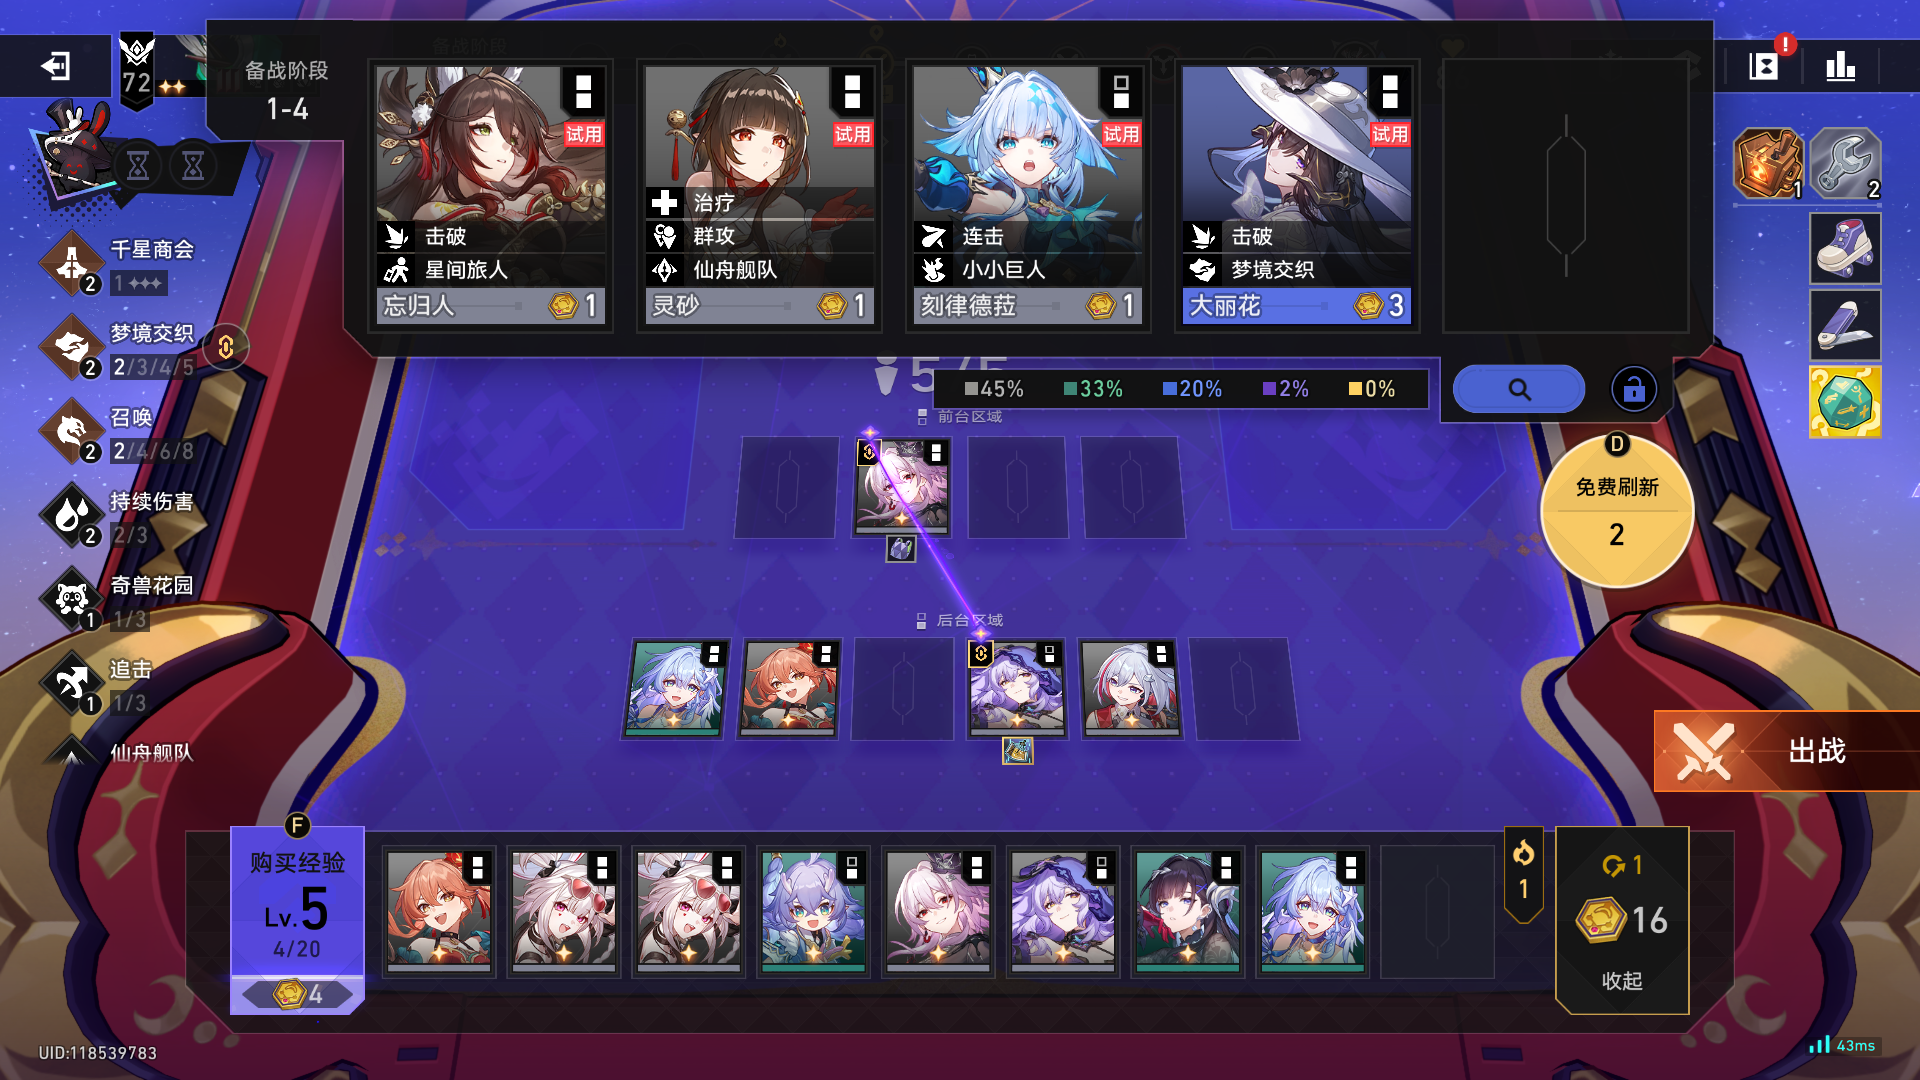 72
备战阶段
1-4
试用
击破
星间旅人
忘归人
1
试用
治疗
群攻
仙舟舰队
灵砂
1
试用
连击
小小巨人
刻律德菈
1
试用
击破
梦境交织
大丽花
3
45%
33%
20%
2%
0%
1
2
千星商会
2
1
梦境交织
2
2/3/4/5
召唤
2
2/4/6/8
持续伤害
2
2/3
奇兽花园
1
1/3
追击
1
1/3
仙舟舰队
5/5
前台区域
后台区域
D
免费刷新
2
出战
F
购买经验
Lv.5
4/20
4
1
1
16
收起
UID:118539783
43ms